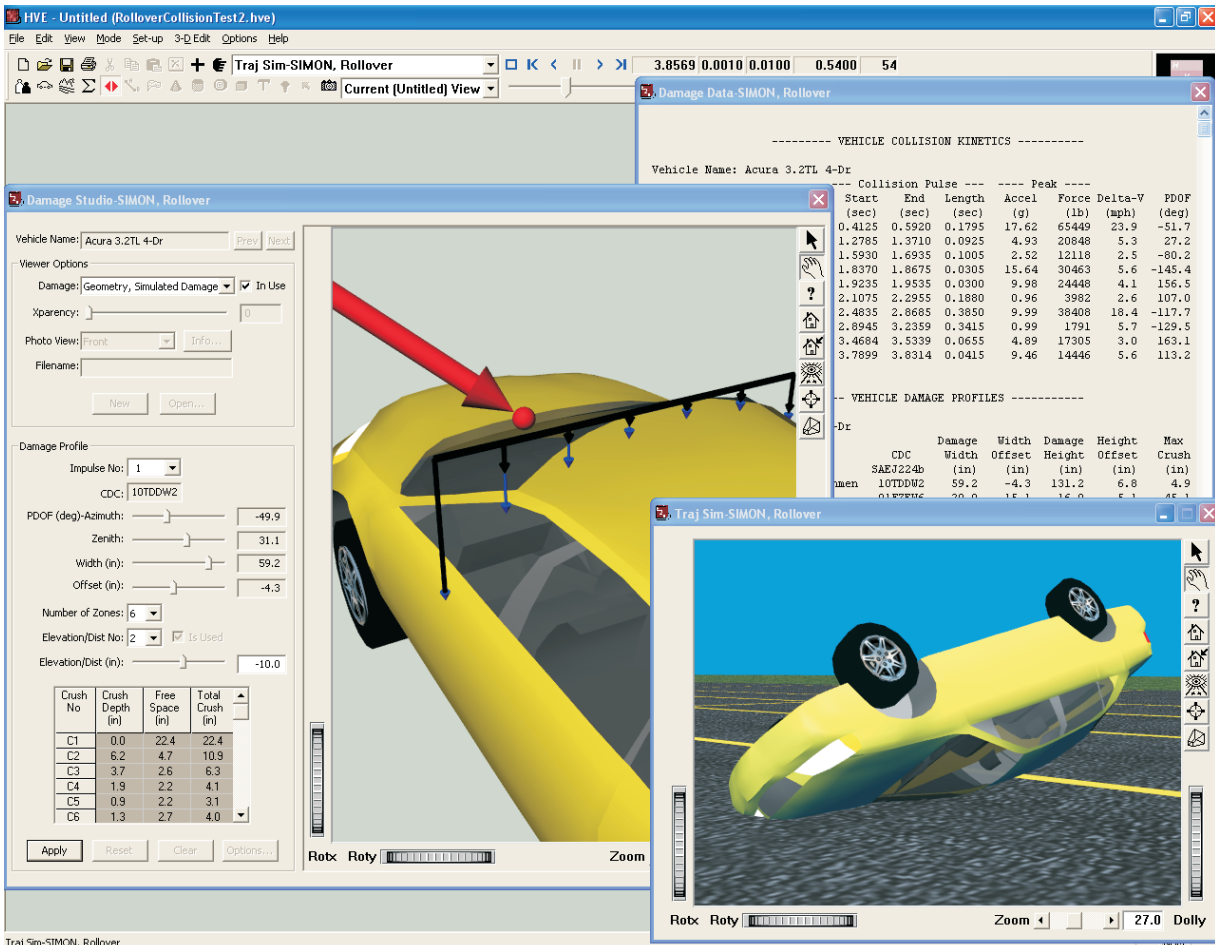 HVE - Untitled (RolloverCollisionTest2.hve)
File Edit View Mode Set-up 3-D Edit Options Help
Traj Sim-SIMON, Rollover 3.8569 0.0010 0.0100 0.5400 54
Current (Untitled) View
Damage Data-SIMON, Rollover
--------- VEHICLE COLLISION KINETICS ----------
Vehicle Name: Acura 3.2TL 4-Dr
--- Collision Pulse --- ---- Peak ----
Start End Length Accel Force Delta-V PDOF
(sec) (sec) (sec) (g) (lb) (mph) (deg)
0.4125 0.5920 0.1795 17.62 65449 23.9 -51.7
1.2785 1.3710 0.0925 4.93 20848 5.3 27.2
1.5930 1.6935 0.1005 2.52 12118 2.5 -80.2
1.8370 1.8675 0.0305 15.64 30463 5.6 -145.4
1.9235 1.9535 0.0300 9.98 24448 4.1 156.5
2.1075 2.2955 0.1880 0.96 3982 2.6 107.0
2.4835 2.8685 0.3850 9.99 38408 18.4 -117.7
2.8945 3.2359 0.3415 0.99 1791 5.7 -129.5
3.4684 3.5339 0.0655 4.89 17305 3.0 163.1
3.7899 3.8314 0.0415 9.46 14446 5.6 113.2
-- VEHICLE DAMAGE PROFILES -----------
-Dr
Damage Width Damage Height Max
CDC Width Offset Height Offset Crush
SAEJ224b (in) (in) (in) (in) (in)
men 10TDDW2 59.2 -4.3 131.2 6.8 4.9
Damage Studio-SIMON, Rollover
Vehicle Name: Acura 3.2TL 4-Dr Prev Next
Viewer Options
Damage: Geometry, Simulated Damage In Use
Xparency: 0
Photo View: Front Info...
Filename:
New Open...
Damage Profile
Impulse No: 1
CDC: 10TDDW2
PDOF (deg)-Azimuth: -49.9
Zenith: 31.1
Width (in): 59.2
Offset (in): -4.3
Number of Zones: 6
Elevation/Dist No: 2 Is Used
Elevation/Dist (in): -10.0
Crush Crush Free Total
No Depth Space Crush
(in) (in) (in)
C1 0.0 22.4 22.4
C2 6.2 4.7 10.9
C3 3.7 2.6 6.3
C4 1.9 2.2 4.1
C5 0.9 2.2 3.1
C6 1.3 2.7 4.0
Apply Reset Clear Options...
Rotx Roty Zoom
Traj Sim-SIMON, Rollover
Rotx Roty Zoom 27.0 Dolly
Traj Sim-SIMON, Rollover